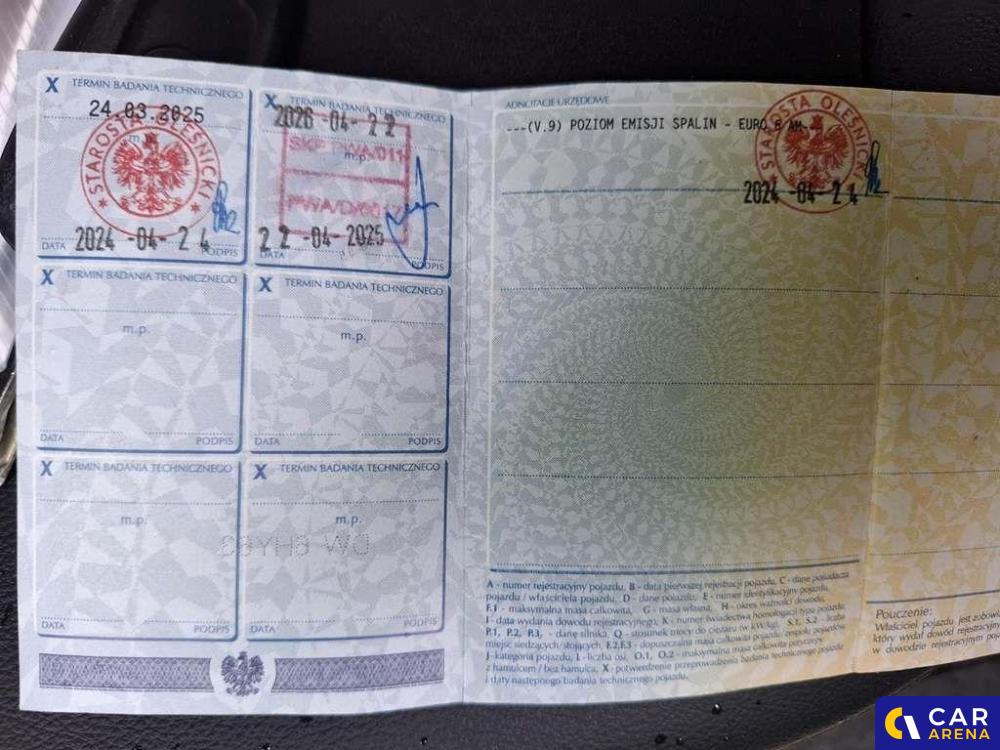 X TERMIN BADANIA TECHNICZNEGO
24.03.2025
m.p.
STAROSTA OLEŚNICKI
DATA 2024 -04- 24
PODPIS
X TERMIN BADANIA TECHNICZNEGO
2026 -04- 22
m.p.
22 -04- 2025
DATA
PODPIS
X TERMIN BADANIA TECHNICZNEGO
m.p.
DATA PODPIS
X TERMIN BADANIA TECHNICZNEGO
m.p.
DATA PODPIS
X TERMIN BADANIA TECHNICZNEGO
m.p.
DATA PODPIS
X TERMIN BADANIA TECHNICZNEGO
m.p.
DATA PODPIS
ADNOTACJE URZĘDOWE
---(V.9) POZIOM EMISJI SPALIN - EURO
STAROSTA OLEŚNICKI
2024 -04- 24
A - numer rejestracyjny pojazdu, B - data pierwszej rejestracji pojazdu, C - dane posiadacza
pojazdu / właściciela pojazdu, D - dane pojazdu, E - numer identyfikacyjny pojazdu,
F.1 - maksymalna masa całkowita, G - masa własna, H - okres ważności dowodu,
I - data wydania dowodu rejestracyjnego, K - numer świadectwa homologacji typu pojazdu,
P.1, P.2, P.3, - dane silnika, Q - stosunek mocy do ciężaru (w kW/kg), S.1, S.2 - liczba
miejsc siedzących/stojących, F.2,F.3 - dopuszczalna masa całkowita pojazdu, zespołu pojazdów
J-kategoria pojazdu, L - liczba osi, O.1, O.2 - maksymalna masa całkowita przyczepy
z hamulcem / bez hamulca, X - potwierdzenie przeprowadzenia badania technicznego pojazdu
i daty następnego badania technicznego pojazdu.
Pouczenie:
Właściciel pojazdu jest zobow
który wydał dowód rejestracyjny
w dowodzie rejestracyjnym po
CAR
ARENA